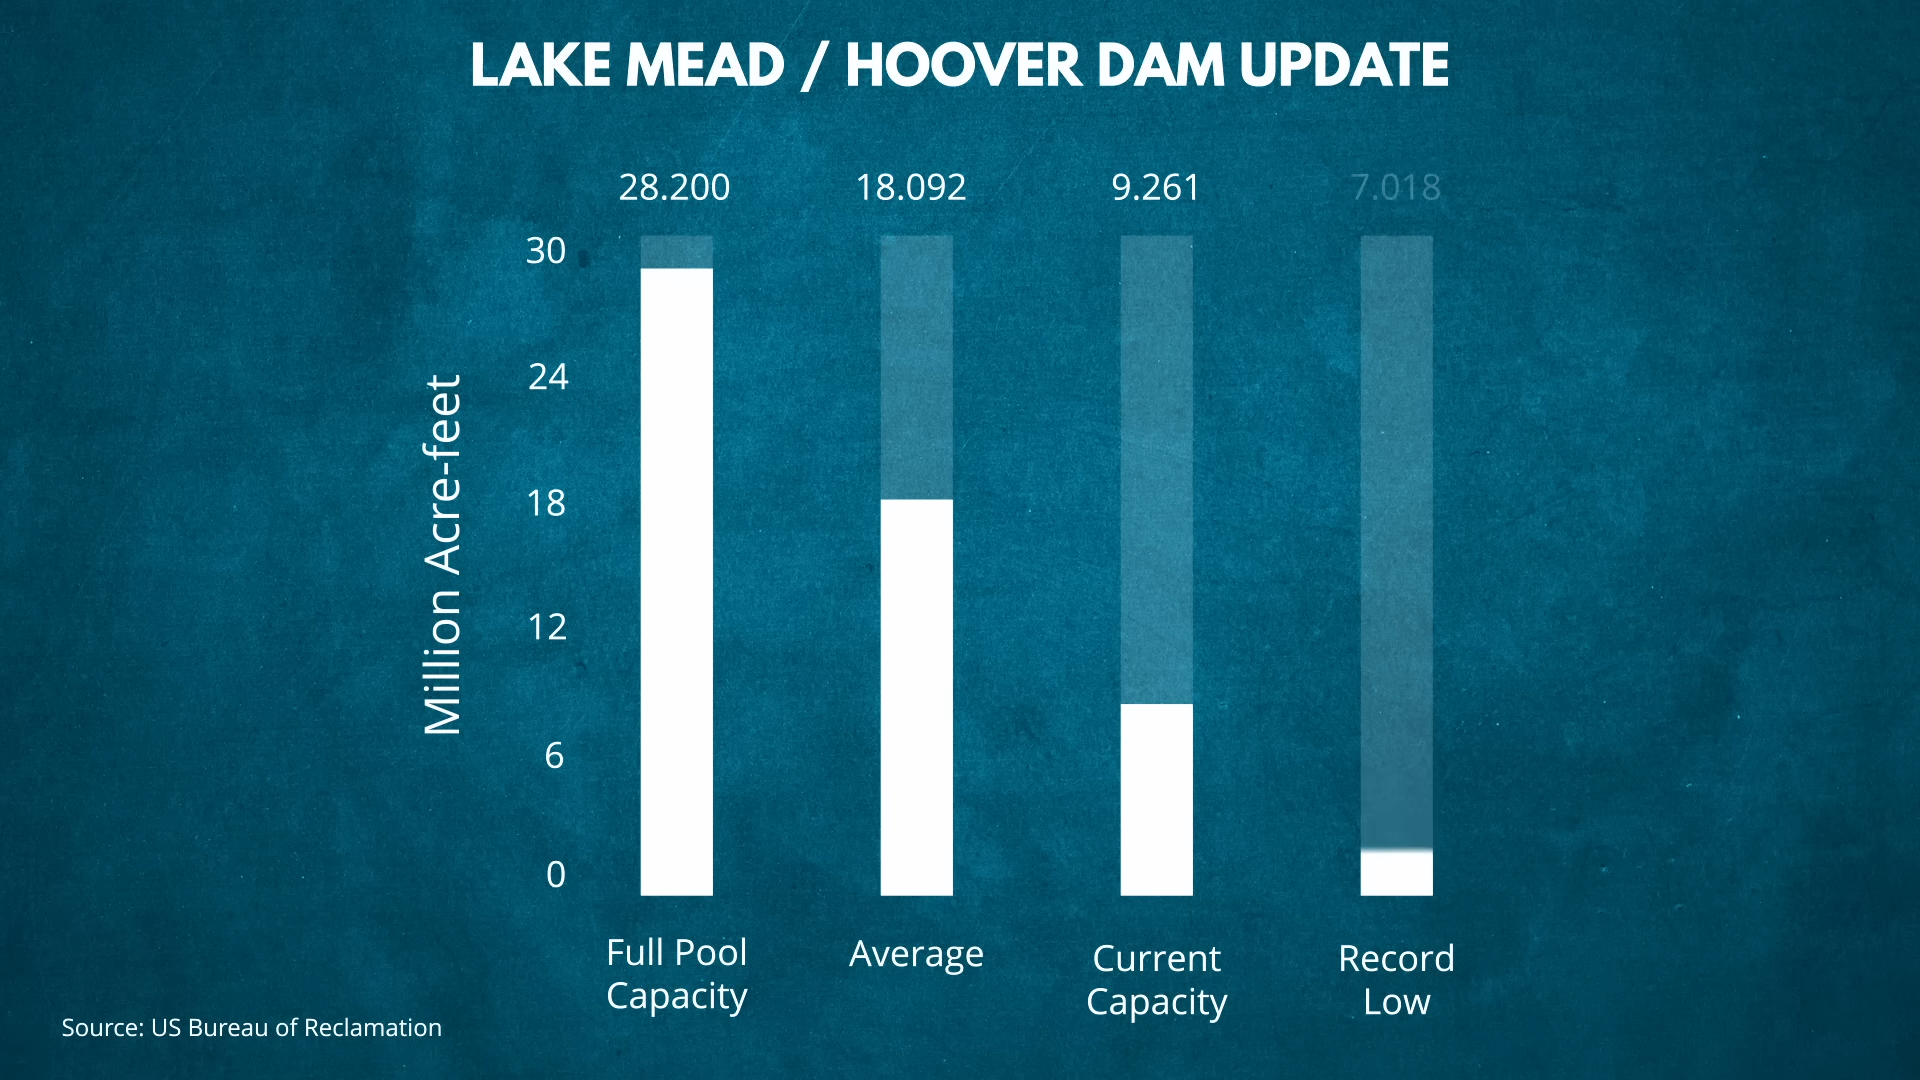 LAKE MEAD / HOOVER DAM UPDATE
28.200
18.092
9.261
7.018
30
24
18
12
6
0
Million Acre-feet
Full Pool
Capacity
Average
Current
Capacity
Record
Low
Source: US Bureau of Reclamation